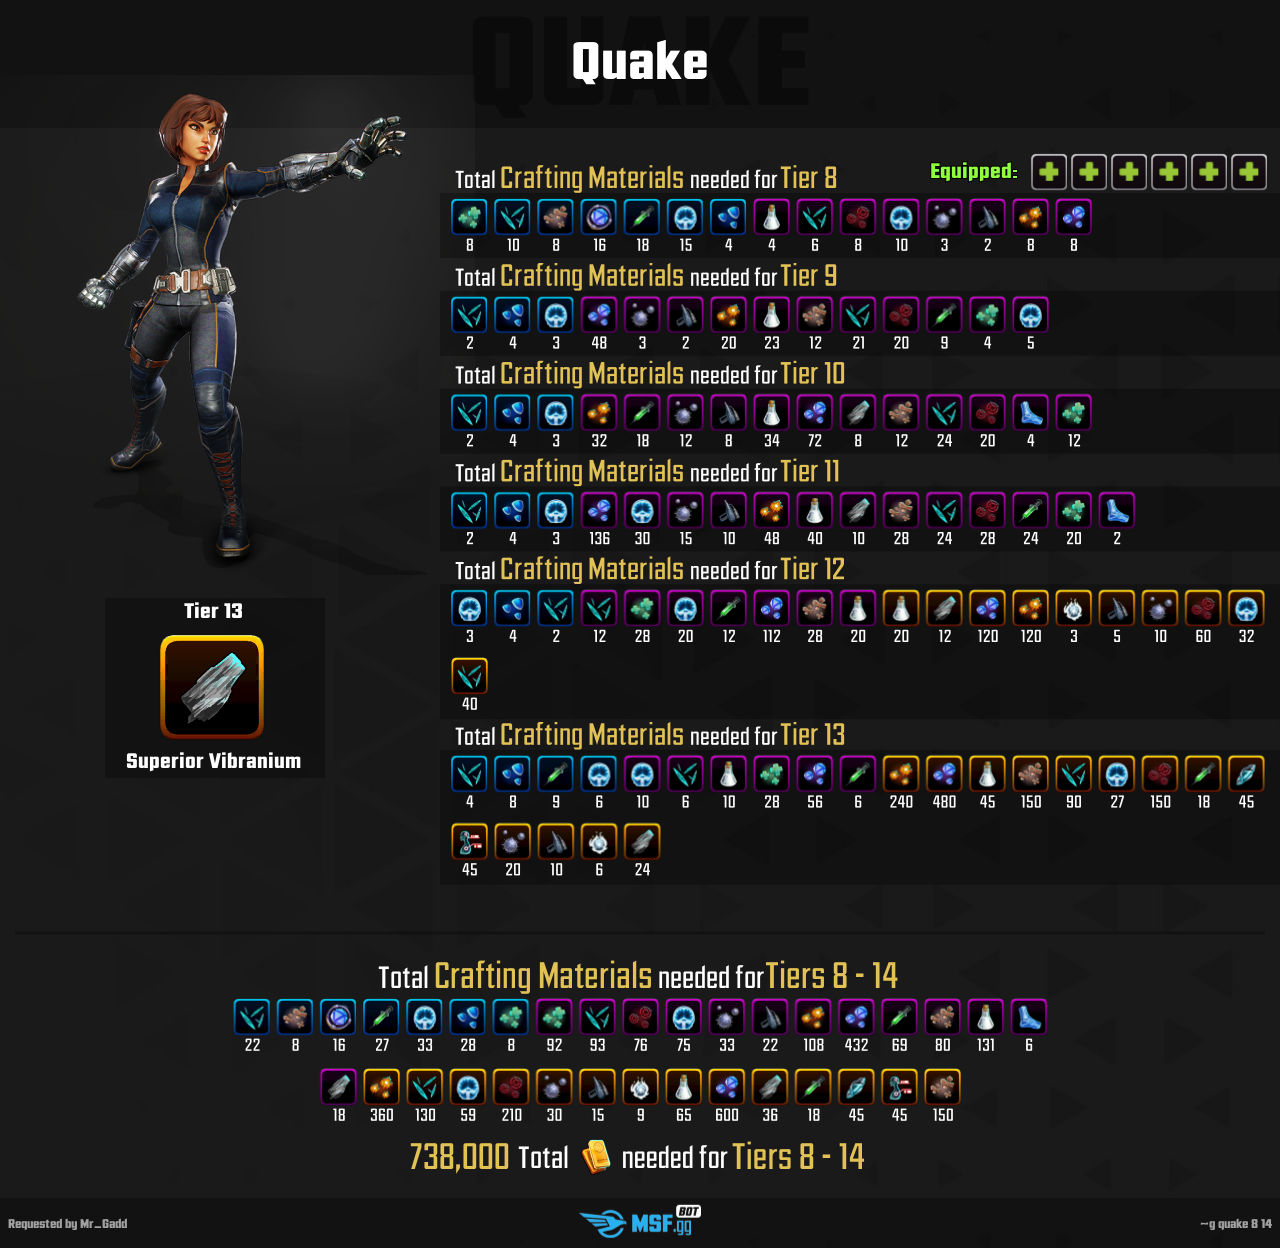 QUAKE
Quake
Equipped:
Total Crafting Materials needed for Tier 8
8 10 8 16 18 15 4 4 6 8 10 3 2 8 8
Total Crafting Materials needed for Tier 9
2 4 3 48 3 2 20 23 12 21 20 9 4 5
Total Crafting Materials needed for Tier 10
2 4 3 32 18 12 8 34 72 8 12 24 20 4 12
Total Crafting Materials needed for Tier 11
2 4 3 136 30 15 10 48 40 10 28 24 28 24 20 2
Total Crafting Materials needed for Tier 12
3 4 2 12 28 20 12 112 28 20 20 12 120 120 3 5 10 60 32
40
Total Crafting Materials needed for Tier 13
4 8 9 6 10 6 10 28 56 6 240 480 45 150 90 27 150 18 45
45 20 10 6 24
Tier 13
Superior Vibranium
Total Crafting Materials needed for Tiers 8 - 14
22 8 16 27 33 28 8 92 93 76 75 33 22 108 432 69 80 131 6
18 360 130 59 210 30 15 9 65 600 36 18 45 45 150
738,000 Total needed for Tiers 8 - 14
Requested by Mr_Gadd
MSF.gg BOT
~g quake 8 14